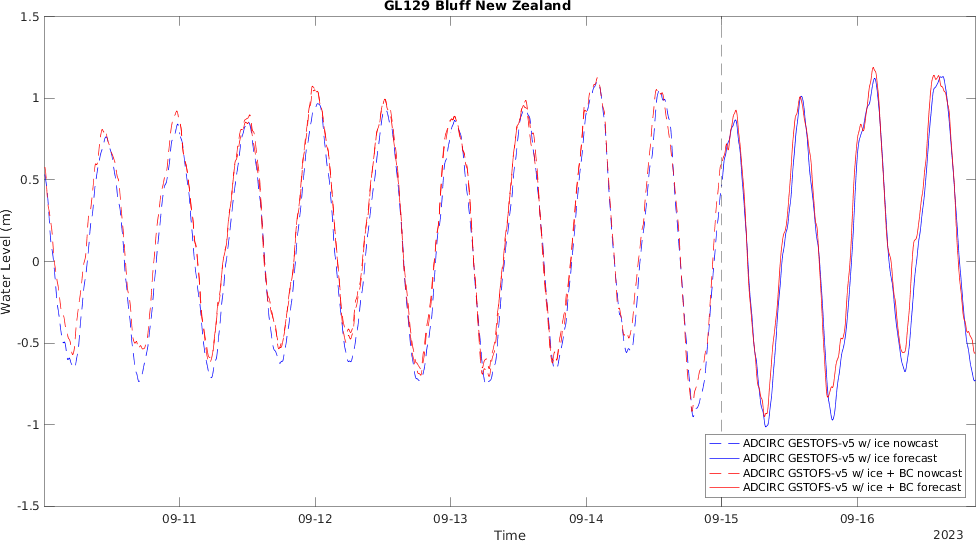 GL129 Bluff New Zealand
1.5
1
0.5
0
-0.5
-1
-1.5
Water Level (m)
09-11
09-12
09-13
09-14
09-15
09-16
Time
2023
ADCIRC GESTOFS-v5 w/ ice nowcast
ADCIRC GESTOFS-v5 w/ ice forecast
ADCIRC GSTOFS-v5 w/ ice + BC nowcast
ADCIRC GSTOFS-v5 w/ ice + BC forecast